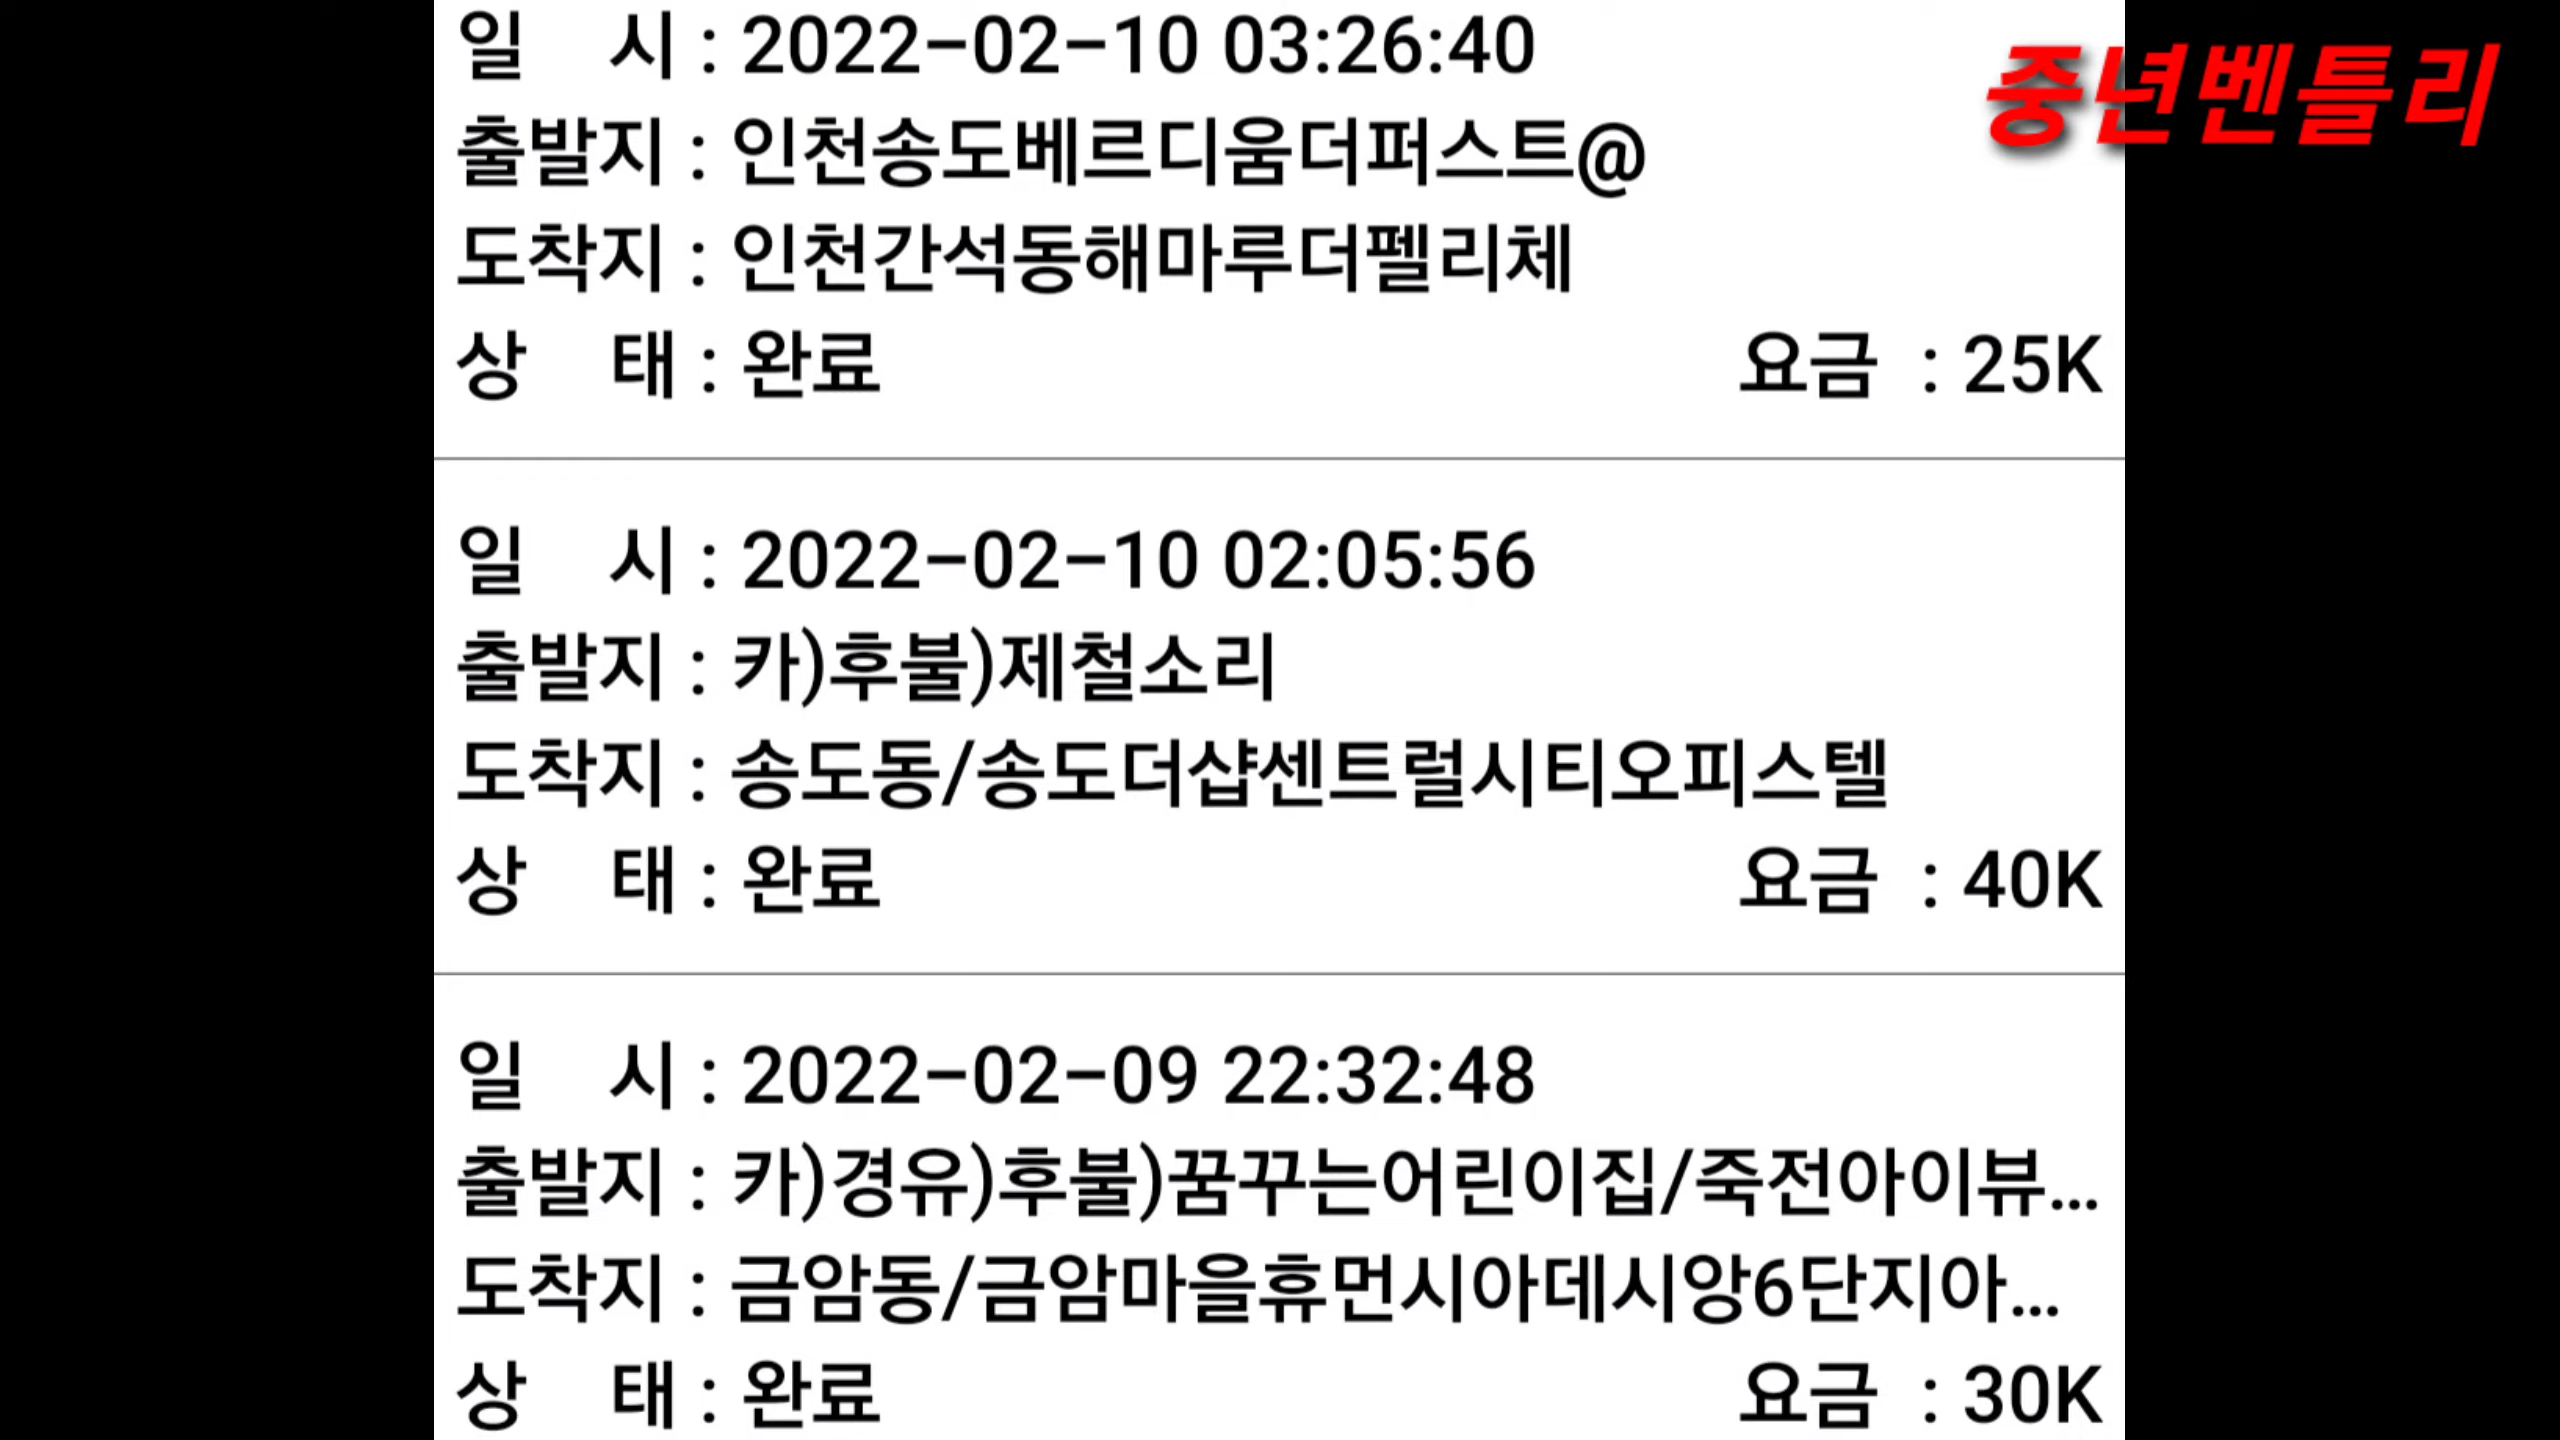 일 시 : 2022-02-10 03:26:40
중년벤틀리
출발지 : 인천송도베르디움더퍼스트@
도착지 : 인천간석동해마루더펠리체
상 태 : 완료 요금 : 25K
일 시 : 2022-02-10 02:05:56
출발지 : 카)후불)제철소리
도착지 : 송도동/송도더샵센트럴시티오피스텔
상 태 : 완료 요금 : 40K
일 시 : 2022-02-09 22:32:48
출발지 : 카)경유)후불)꿈꾸는어린이집/죽전아이뷰...
도착지 : 금암동/금암마을휴먼시아데시앙6단지아...
상 태 : 완료 요금 : 30K